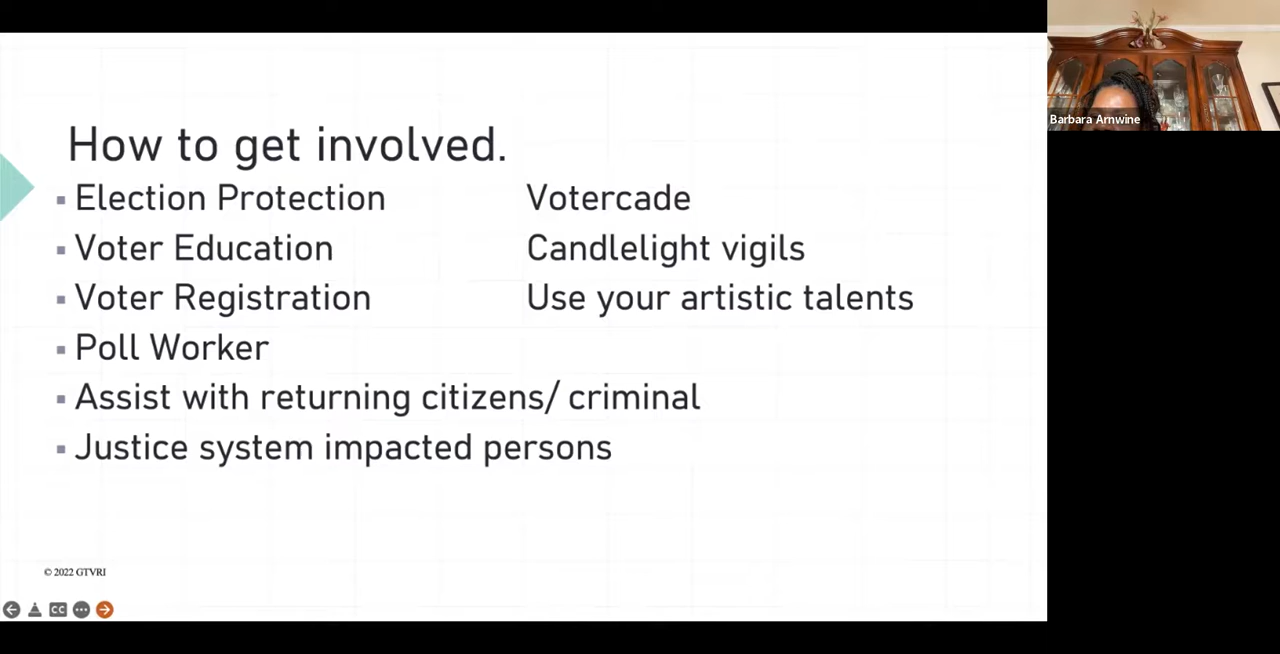 How to get involved.
▪ Election Protection
▪ Voter Education
▪ Voter Registration
▪ Poll Worker
▪ Assist with returning citizens/ criminal
▪ Justice system impacted persons
Votercade
Candlelight vigils
Use your artistic talents
© 2022 GTVRI
CC
Barbara Arnwine